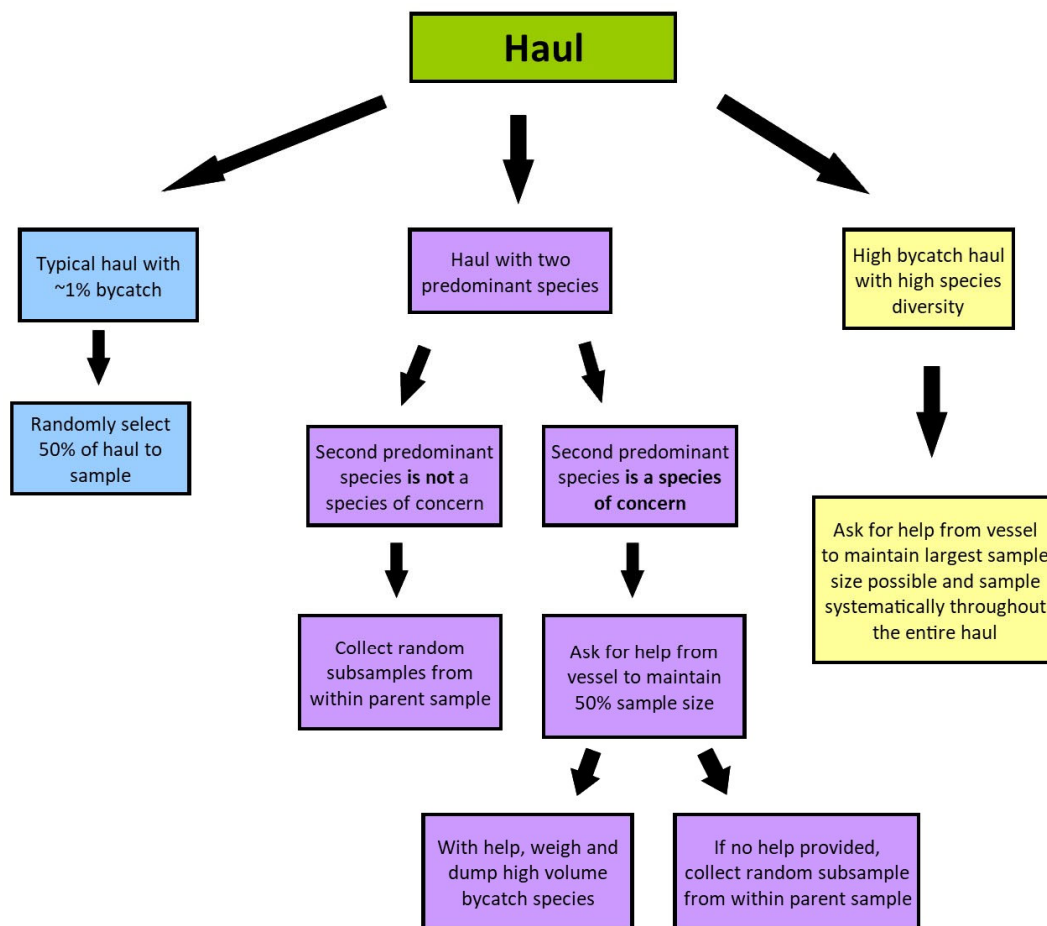 Haul
Typical haul with
~1% bycatch
Randomly select
50% of haul to
sample
Haul with two
predominant species
Second predominant
species is not a
species of concern
Collect random
subsamples from
within parent sample
Second predominant
species is a species
of concern
Ask for help from
vessel to maintain
50% sample size
With help, weigh and
dump high volume
bycatch species
If no help provided,
collect random subsample
from within parent sample
High bycatch haul
with high species
diversity
Ask for help from vessel
to maintain largest sample
size possible and sample
systematically throughout
the entire haul